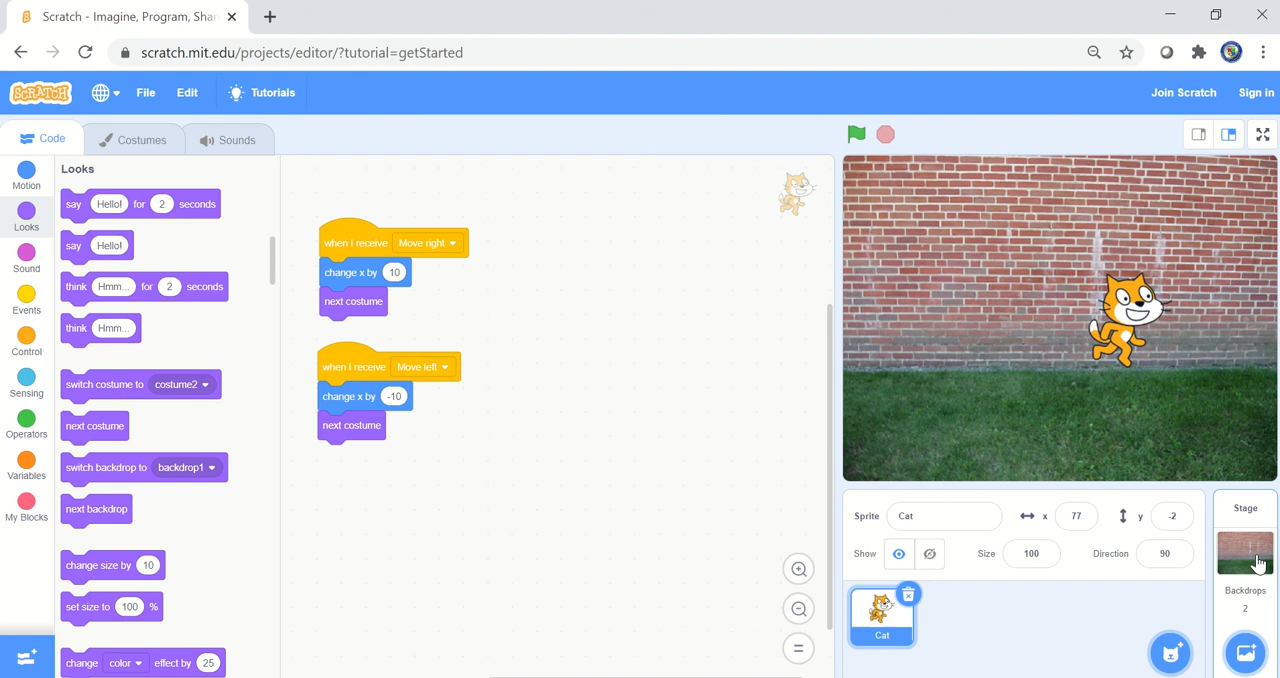 Scratch - Imagine, Program, Shar
scratch.mit.edu/projects/editor/?tutorial=getStarted
SCRATCH File Edit Tutorials Join Scratch Sign in
Code Costumes Sounds
Motion
Looks
Sound
Events
Control
Sensing
Operators
Variables
My Blocks
Looks
say Hello! for 2 seconds
say Hello!
think Hmm... for 2 seconds
think Hmm...
switch costume to costume2
next costume
switch backdrop to backdrop1
next backdrop
change size by 10
set size to 100 %
change color effect by 25
when I receive Move right
change x by 10
next costume
when I receive Move left
change x by -10
next costume
Sprite Cat x 77 y -2
Show Size 100 Direction 90
Cat
Stage
Backdrops
2